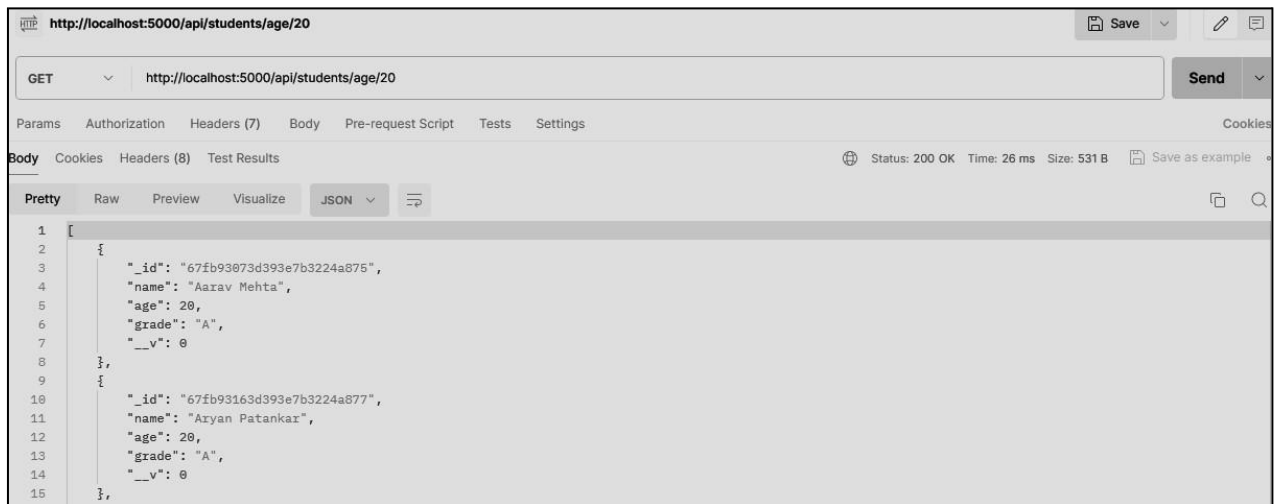 HTTP http://localhost:5000/api/students/age/20 Save
GET http://localhost:5000/api/students/age/20 Send
Params Authorization Headers (7) Body Pre-request Script Tests Settings Cookies
Body Cookies Headers (8) Test Results Status: 200 OK Time: 26 ms Size: 531 B Save as example
Pretty Raw Preview Visualize JSON
1 [
2 {
3 "_id": "67fb93073d393e7b3224a875",
4 "name": "Aarav Mehta",
5 "age": 20,
6 "grade": "A",
7 "__v": 0
8 },
9 {
10 "_id": "67fb93163d393e7b3224a877",
11 "name": "Aryan Patankar",
12 "age": 20,
13 "grade": "A",
14 "__v": 0
15 },